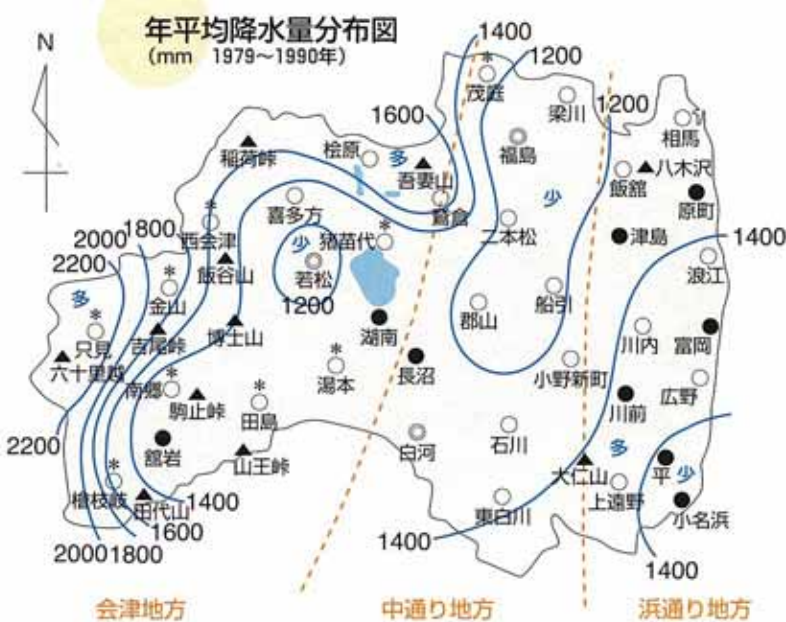 年平均降水量分布図
(mm 1979～1990年)
N
1400
1200
1600
1200
茂庭
梁川
相馬
稲荷峠
桧原
多
吾妻山
福島
飯舘
八木沢
原町
喜多方
鷲倉
少
二本松
津島
1400
浪江
2000
1800
2200
西会津
少
猪苗代
飯谷山
若松
1200
多
金山
船引
郡山
只見
吉尾峠
博士山
湖南
川内
富岡
六十里越
長沼
小野新町
湯本
南郷
駒止峠
田島
川前
広野
2200
舘岩
山王峠
白河
石川
多
大仁山
平
少
檜枝岐
田代山
1400
1600
2000
1800
東白川
上遠野
小名浜
1400
1400
会津地方
中通り地方
浜通り地方